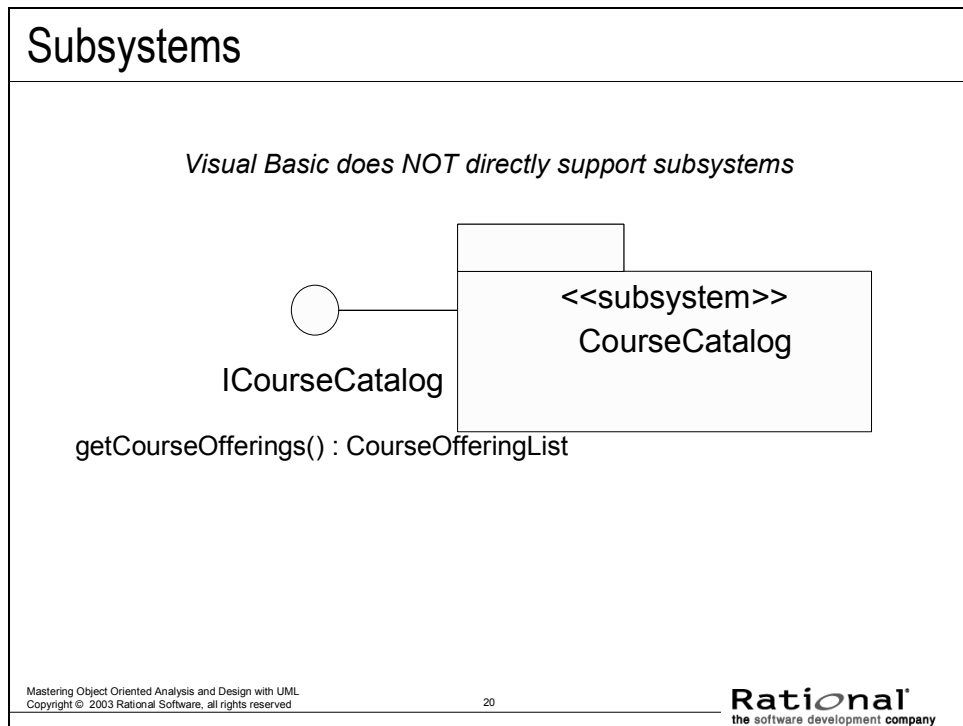 Subsystems
Visual Basic does NOT directly support subsystems
<<subsystem>>
CourseCatalog
ICourseCatalog
getCourseOfferings() : CourseOfferingList
Mastering Object Oriented Analysis and Design with UML
Copyright © 2003 Rational Software, all rights reserved
20
Rational
the software development company